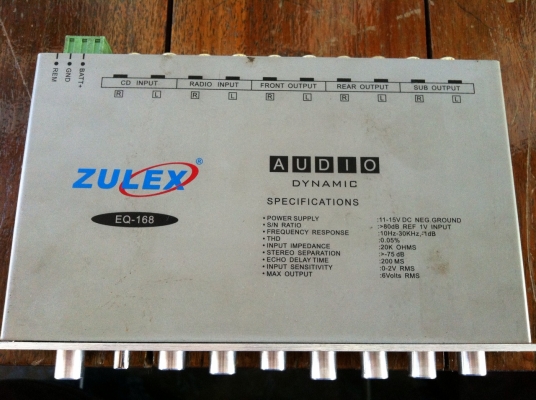 BATT+
GND
REM
CD INPUT RADIO INPUT FRONT OUTPUT REAR OUTPUT SUB OUTPUT
R L R L R L R L R L
ZULEX®
EQ-168
AUDIO
DYNAMIC
SPECIFICATIONS
• POWER SUPPLY :11-15V DC NEG.GROUND
• S/N RATIO :>80dB REF 1V INPUT
• FREQUENCY RESPONSE :10Hz-30KHz,/1dB
• THD :0.05%
• INPUT IMPEDANCE :20K OHMS
• STEREO SEPARATION :>-75 dB
• ECHO DELAY TIME :200 MS
• INPUT SENSITIVITY :0-2V RMS
• MAX OUTPUT :6Volts RMS